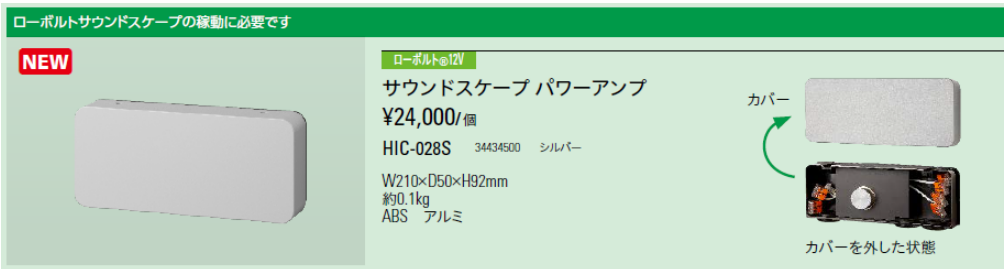 ローボルトサウンドスケープの稼動に必要です
NEW
ローボルト®12V
サウンドスケープ パワーアンプ
¥24,000/個
HIC-028S 34434500 シルバー
W210×D50×H92mm
約0.1kg
ABS アルミ
カバー
カバーを外した状態